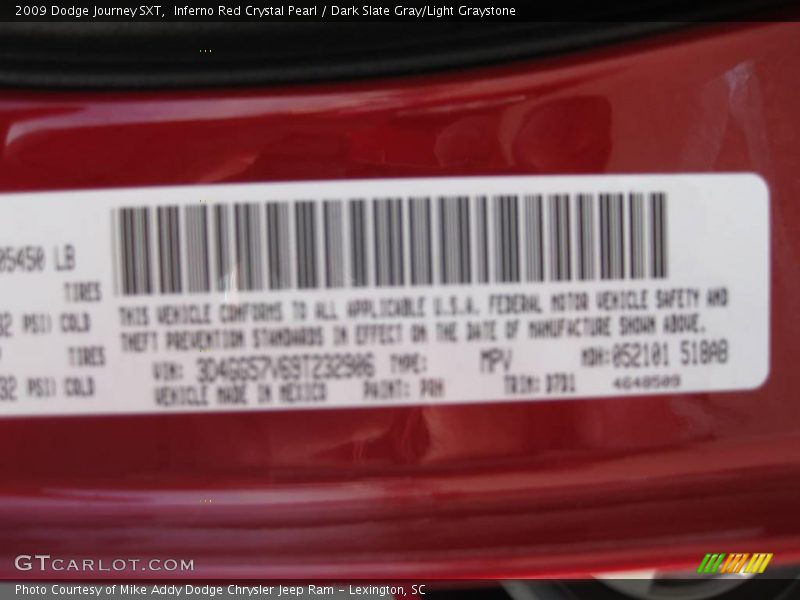 2009 Dodge Journey SXT,  Inferno Red Crystal Pearl / Dark Slate Gray/Light Graystone
05450 LB
TIRES
32 PSI) COLD
TIRES
32 PSI) COLD
THIS VEHICLE CONFORMS TO ALL APPLICABLE U.S.A. FEDERAL MOTOR VEHICLE SAFETY AND
THEFT PREVENTION STANDARDS IN EFFECT ON THE DATE OF MANUFACTURE SHOWN ABOVE.
VIN: 3D4GG57V69T232906 TYPE: MPV MDH:052101 510AB
VEHICLE MADE IN MEXICO PAINT: PRH TRIM:D7D1
GTCARLOT.COM
Photo Courtesy of Mike Addy Dodge Chrysler Jeep Ram – Lexington, SC